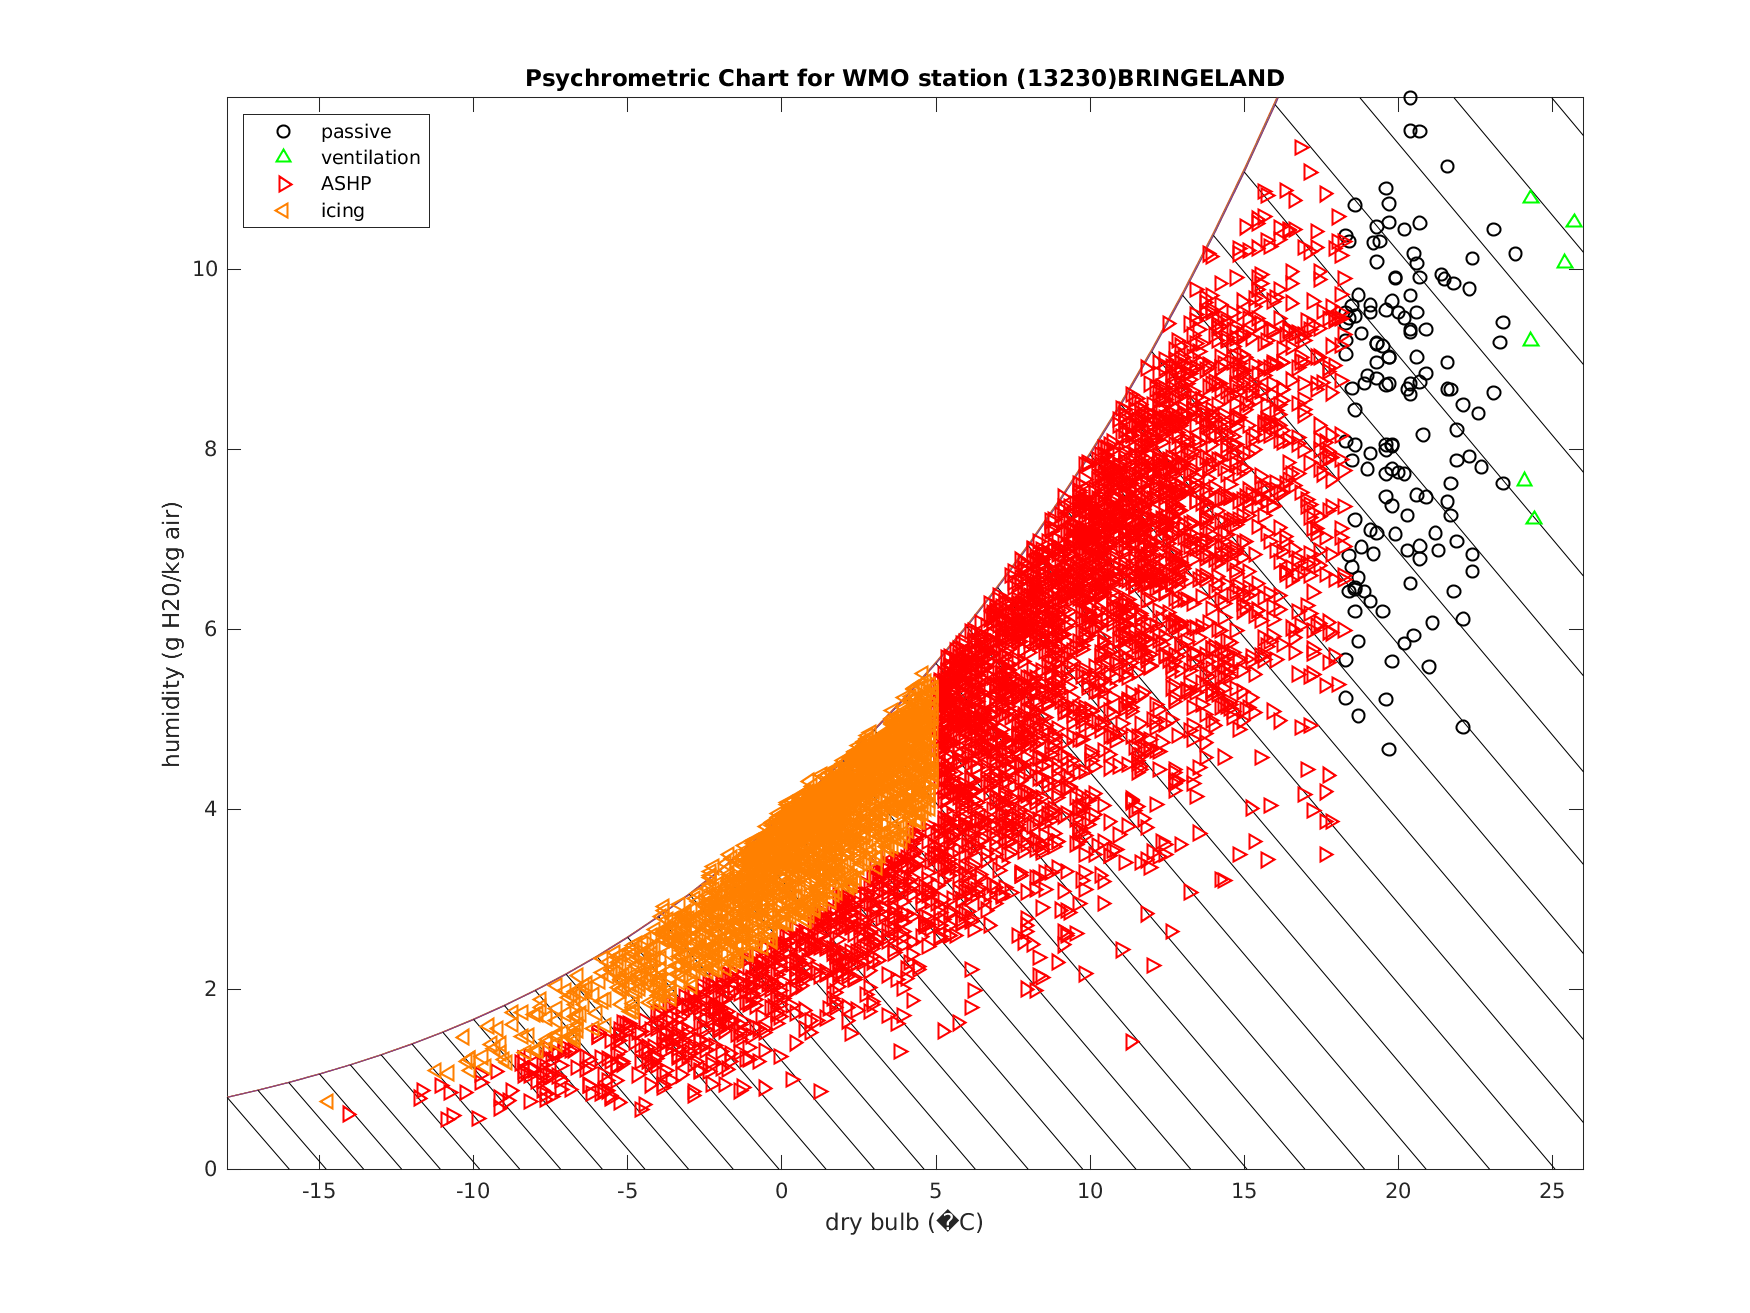 Psychrometric Chart for WMO station (13230)BRINGELAND
passive
ventilation
ASHP
icing
humidity (g H20/kg air)
10
8
6
4
2
0
-15 -10 -5 0 5 10 15 20 25
dry bulb (�C)